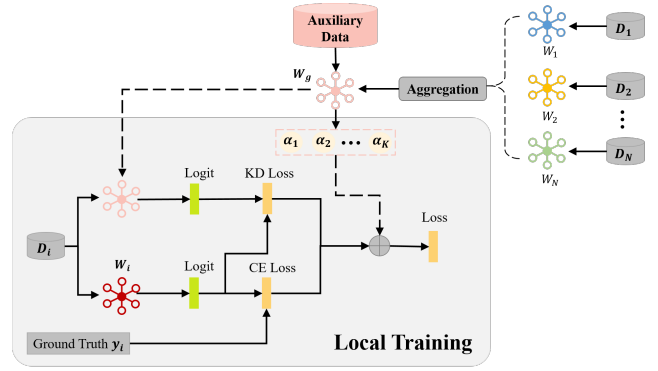 Auxiliary
Data
W_g
Aggregation
W_1
D_1
W_2
D_2
W_N
D_N
α_1 α_2 ••• α_K
Logit
KD Loss
Loss
D_i
W_i
Logit
CE Loss
Ground Truth y_i
Local Training